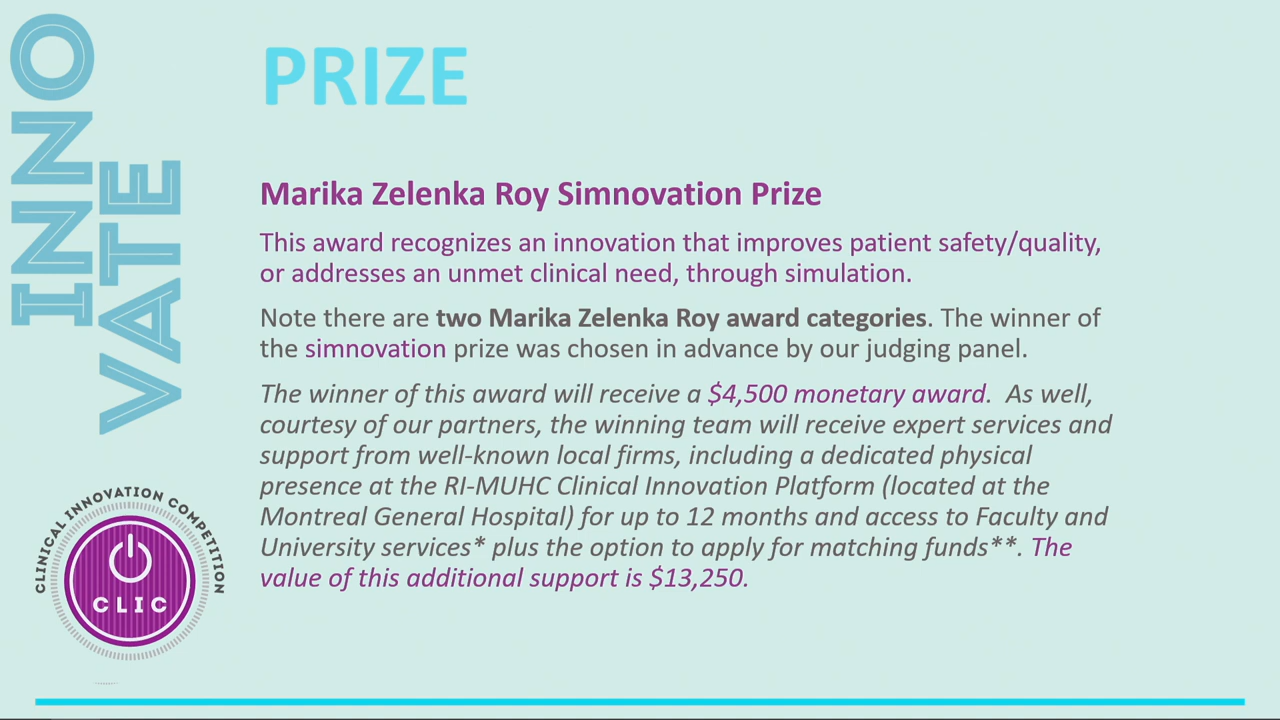 INNO
VATE
PRIZE
Marika Zelenka Roy Simnovation Prize
This award recognizes an innovation that improves patient safety/quality,
or addresses an unmet clinical need, through simulation.
Note there are two Marika Zelenka Roy award categories. The winner of
the simnovation prize was chosen in advance by our judging panel.
The winner of this award will receive a $4,500 monetary award. As well,
courtesy of our partners, the winning team will receive expert services and
support from well-known local firms, including a dedicated physical
presence at the RI-MUHC Clinical Innovation Platform (located at the
Montreal General Hospital) for up to 12 months and access to Faculty and
University services* plus the option to apply for matching funds**. The
value of this additional support is $13,250.
CLINICAL INNOVATION COMPETITION
CLIC